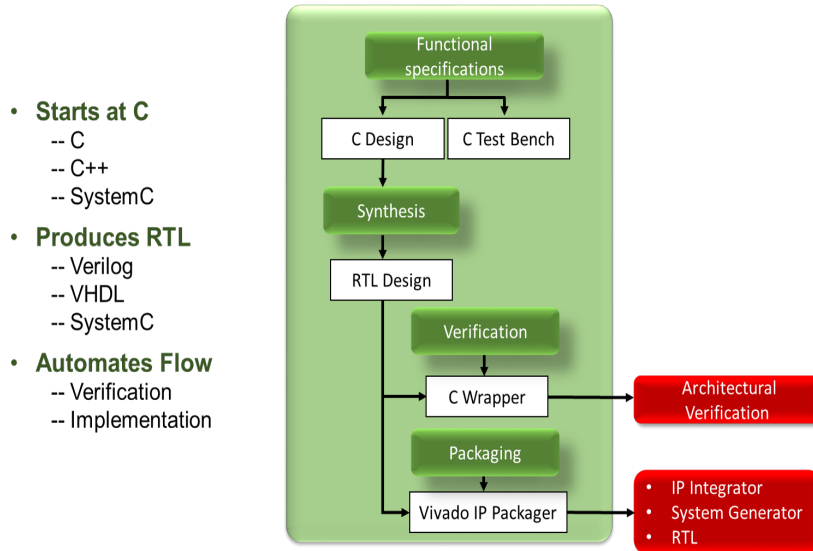 • Starts at C
-- C
-- C++
-- SystemC
• Produces RTL
-- Verilog
-- VHDL
-- SystemC
• Automates Flow
-- Verification
-- Implementation
Functional
specifications
C Design
C Test Bench
Synthesis
RTL Design
Verification
C Wrapper
Architectural
Verification
Packaging
Vivado IP Packager
• IP Integrator
• System Generator
• RTL